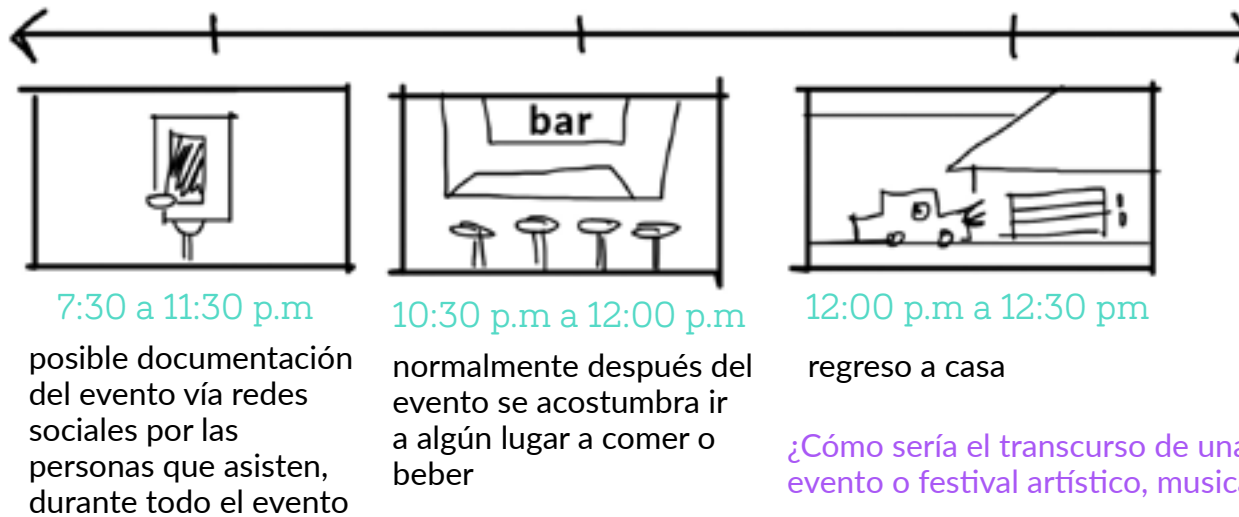 bar
7:30 a 11:30 p.m
posible documentación
del evento vía redes
sociales por las
personas que asisten,
durante todo el evento
10:30 p.m a 12:00 p.m
normalmente después del
evento se acostumbra ir
a algún lugar a comer o
beber
12:00 p.m a 12:30 pm
regreso a casa
¿Cómo sería el transcurso de una
evento o festival artístico, musica